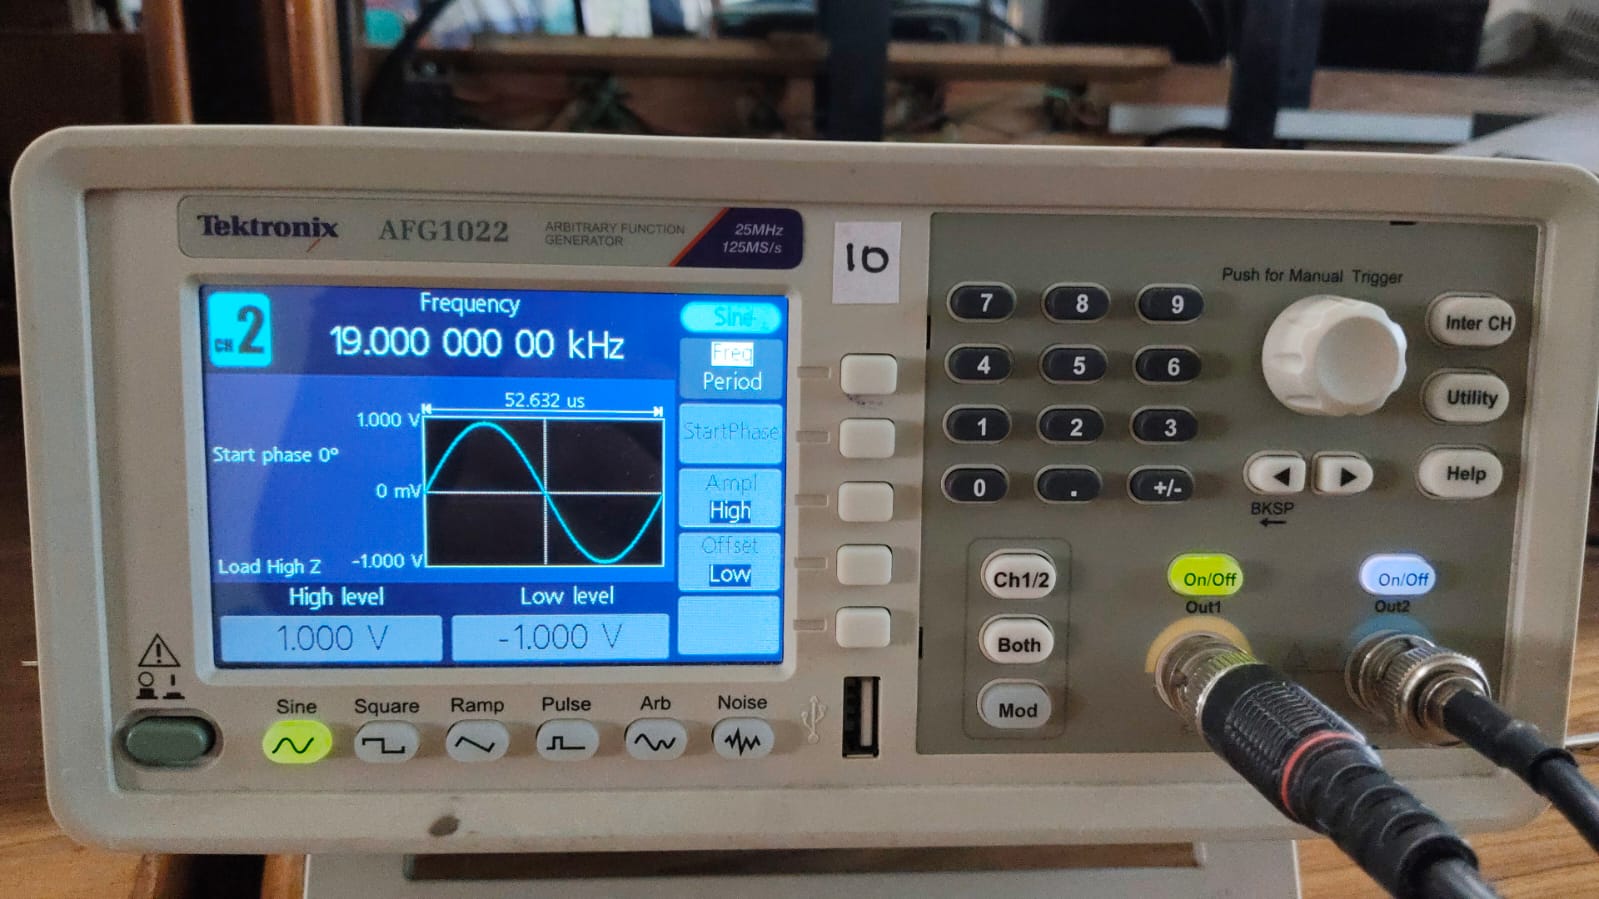 Tektronix AFG1022 ARBITRARY FUNCTION GENERATOR 25MHz 125MS/s
10
CH 2
Frequency
19.000 000 00 kHz
Sine
Freq
Period
StartPhase
Ampl
High
Offset
Low
52.632 us
1.000 V
Start phase 0°
0 mV
Load High Z
-1.000 V
High level Low level
1.000 V -1.000 V
Sine Square Ramp Pulse Arb Noise
7 8 9
4 5 6
1 2 3
0 . +/-
Push for Manual Trigger
Inter CH
Utility
Help
BKSP
Ch1/2
Both
Mod
On/Off On/Off
Out1 Out2